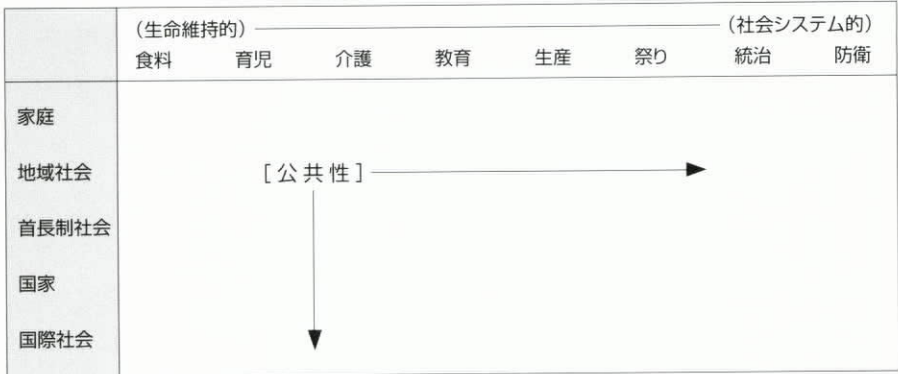 （生命維持的） （社会システム的）
食料 育児 介護 教育 生産 祭り 統治 防衛
家庭
地域社会 [公共性]
首長制社会
国家
国際社会